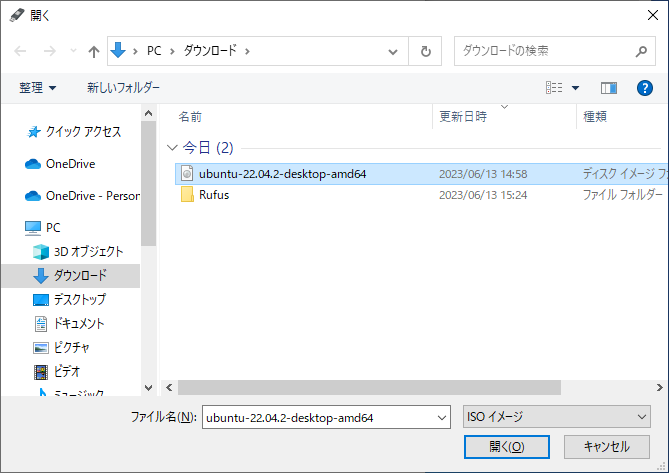 開く
PC ダウンロード ダウンロードの検索
整理 新しいフォルダー
名前 更新日時 種類
クイック アクセス
今日 (2)
OneDrive
ubuntu-22.04.2-desktop-amd64 2023/06/13 14:58 ディスク イメージ フ
OneDrive - Person
Rufus 2023/06/13 15:24 ファイル フォルダー
PC
3D オブジェクト
ダウンロード
デスクトップ
ドキュメント
ピクチャ
ビデオ
ミュージック
ファイル名(N): ubuntu-22.04.2-desktop-amd64 ISO イメージ
開く(O) キャンセル